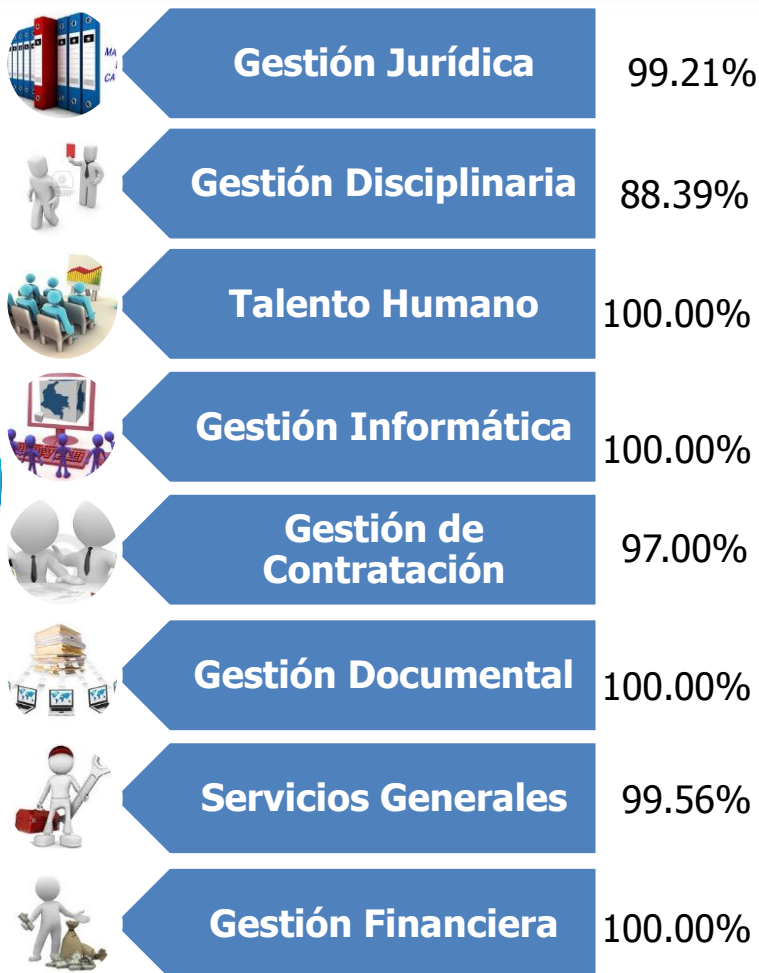 Gestión Jurídica
99.21%
Gestión Disciplinaria
88.39%
Talento Humano
100.00%
Gestión Informática
100.00%
Gestión de
Contratación
97.00%
Gestión Documental
100.00%
Servicios Generales
99.56%
Gestión Financiera
100.00%